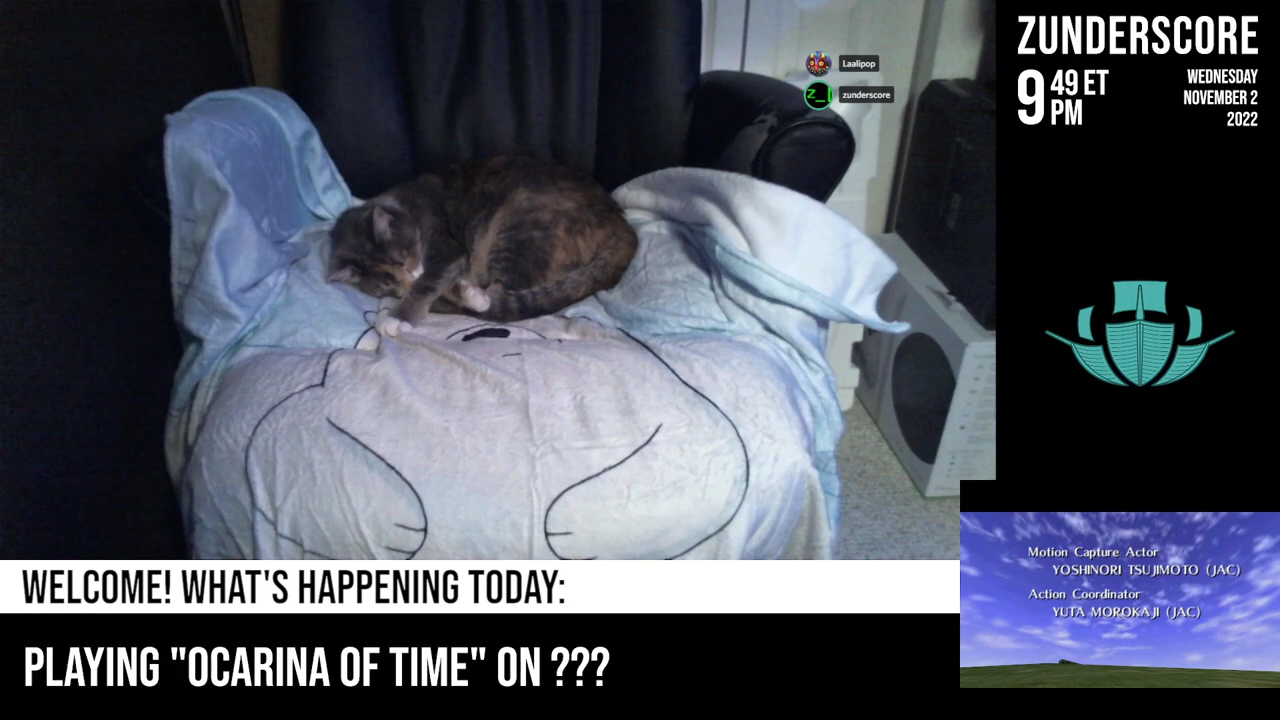 Laalipop
z_
zunderscore
ZUNDERSCORE
9 49 ET
PM
WEDNESDAY
NOVEMBER 2
2022
Motion Capture Actor
YOSHINORI TSUJIMOTO (JAC)
Action Coordinator
YUTA MOROKAJI (JAC)
WELCOME! WHAT'S HAPPENING TODAY:
PLAYING "OCARINA OF TIME" ON ???